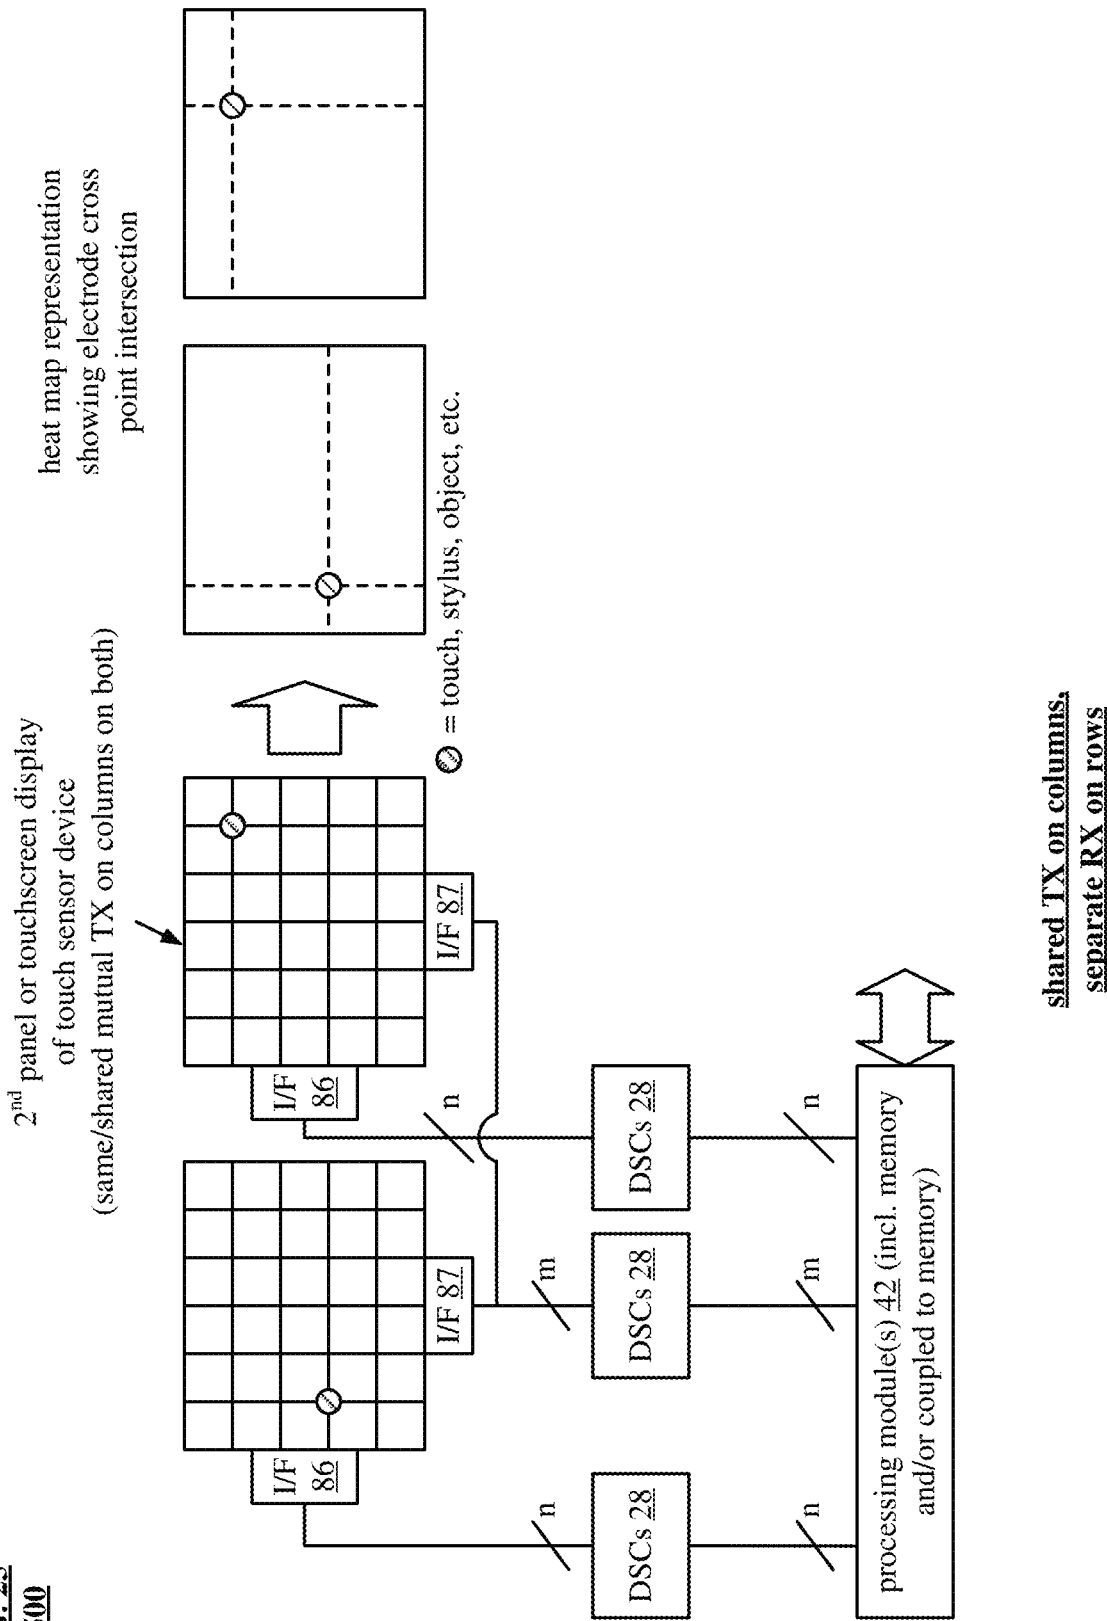 2nd panel or touchscreen display
of touch sensor device
(same/shared mutual TX on columns on both)
heat map representation
showing electrode cross
point intersection
I/F
86
I/F 87
I/F
86
I/F 87
= touch, stylus, object, etc.
n
m
n
DSCs 28
DSCs 28
DSCs 28
n
m
n
processing module(s) 42 (incl. memory
and/or coupled to memory)
shared TX on columns,
separate RX on rows